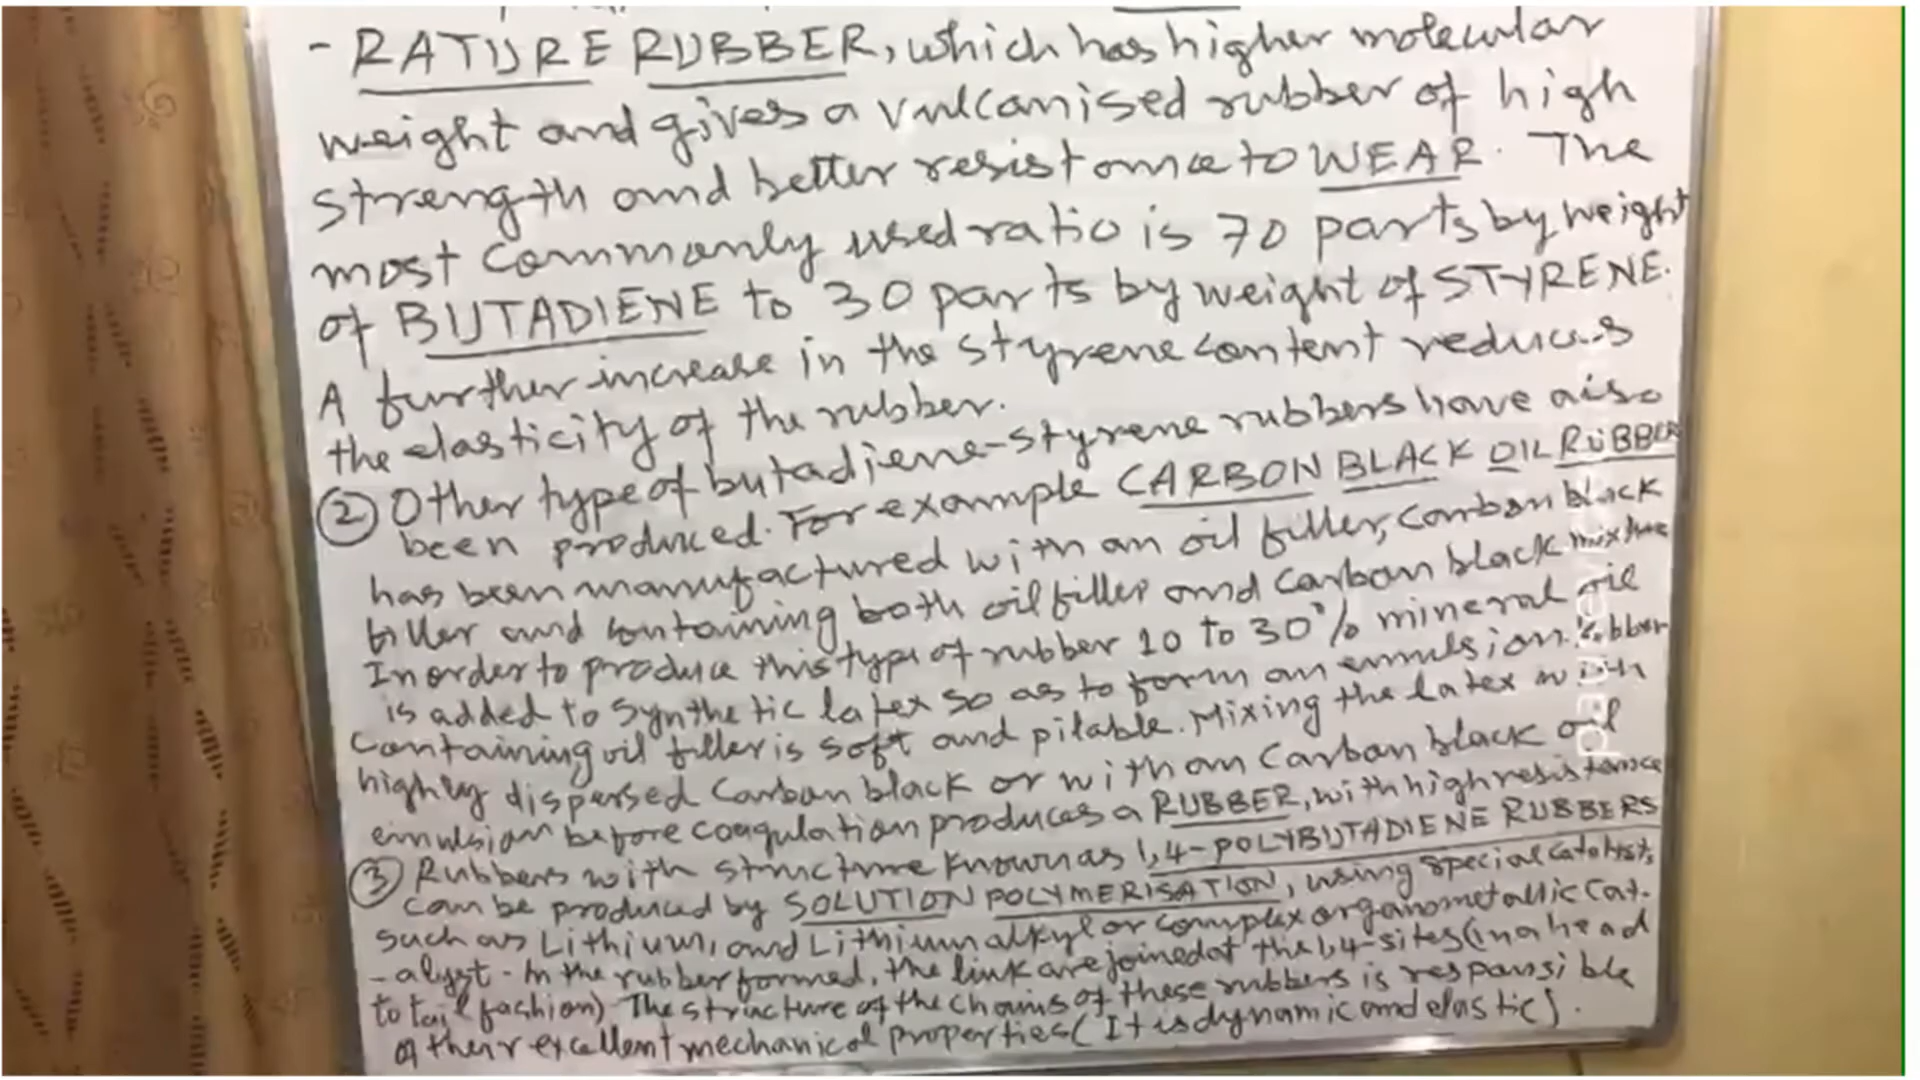 - RATURE RUBBER, which has higher molecular
weight and gives a vulcanised rubber of high
strength and better resistance to WEAR. The
most commonly used ratio is 70 parts by weight
of BUTADIENE to 30 parts by weight of STYRENE.
A further increase in the styrene content reduces
the elasticity of the rubber.
② Other type of butadiene-styrene rubbers have also
been produced. For example CARBON BLACK OIL RUBBER
has been manufactured with an oil filler, carbon black
filler and containing both oil filler and carbon black mixture
In order to produce this type of rubber 10 to 30% mineral oil
is added to synthetic latex so as to form an emulsion. Rubber
containing oil filler is soft and pilable. Mixing the latex with
highly dispersed carbon black or with an carbon black oil
emulsion before coagulation produces a RUBBER, with high resistance
③ Rubbers with structure known as 1,4-POLYBUTADIENE RUBBERS
can be produced by SOLUTION POLYMERISATION, using special catalysts,
such as Lithium, and Lithium alkyl or complex organometallic cat.
-alyst - In the rubber formed, the link are joined at the 1,4-sites (in a head
to tail fashion) The structure of the chains of these rubbers is responsible
of their excellent mechanical properties (It is dynamic and elastic).